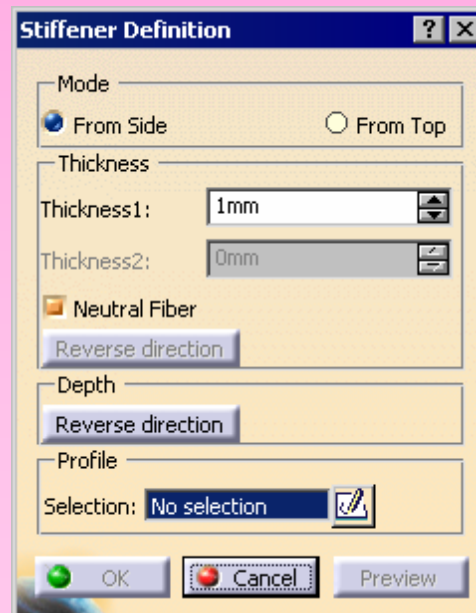 Stiffener Definition
Mode
From Side From Top
Thickness
Thickness1: 1mm
Thickness2: 0mm
Neutral Fiber
Reverse direction
Depth
Reverse direction
Profile
Selection: No selection
OK Cancel Preview